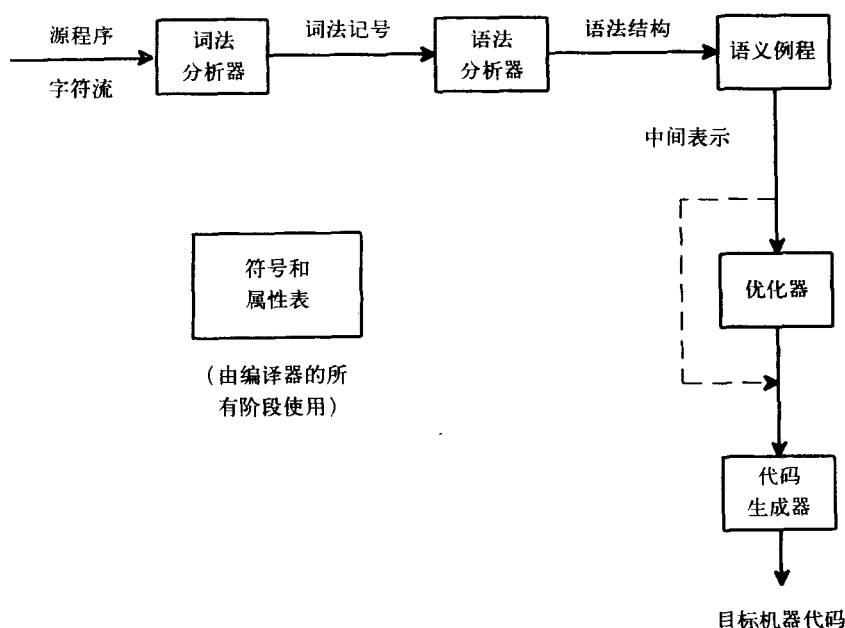 源程序
字符流
词法
分析器
词法记号
语法
分析器
语法结构
语义例程
中间表示
符号和
属性表
(由编译器的所
有阶段使用)
优化器
代码
生成器
目标机器代码